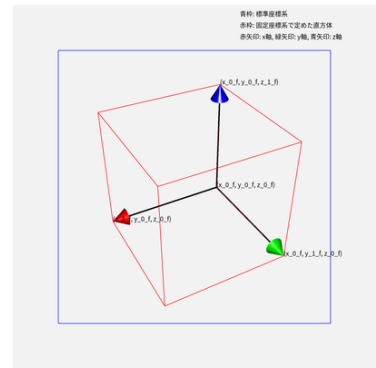 青枠: 標準座標系
赤枠: 固定座標系で定めた直方体
赤矢印: x軸, 緑矢印: y軸, 青矢印: z軸
(x_0_f, y_0_f, z_1_f)
(x_0_f, y_0_f, z_0_f)
, y_0_f, z_0_f)
(x_0_f, y_1_f, z_0_f)